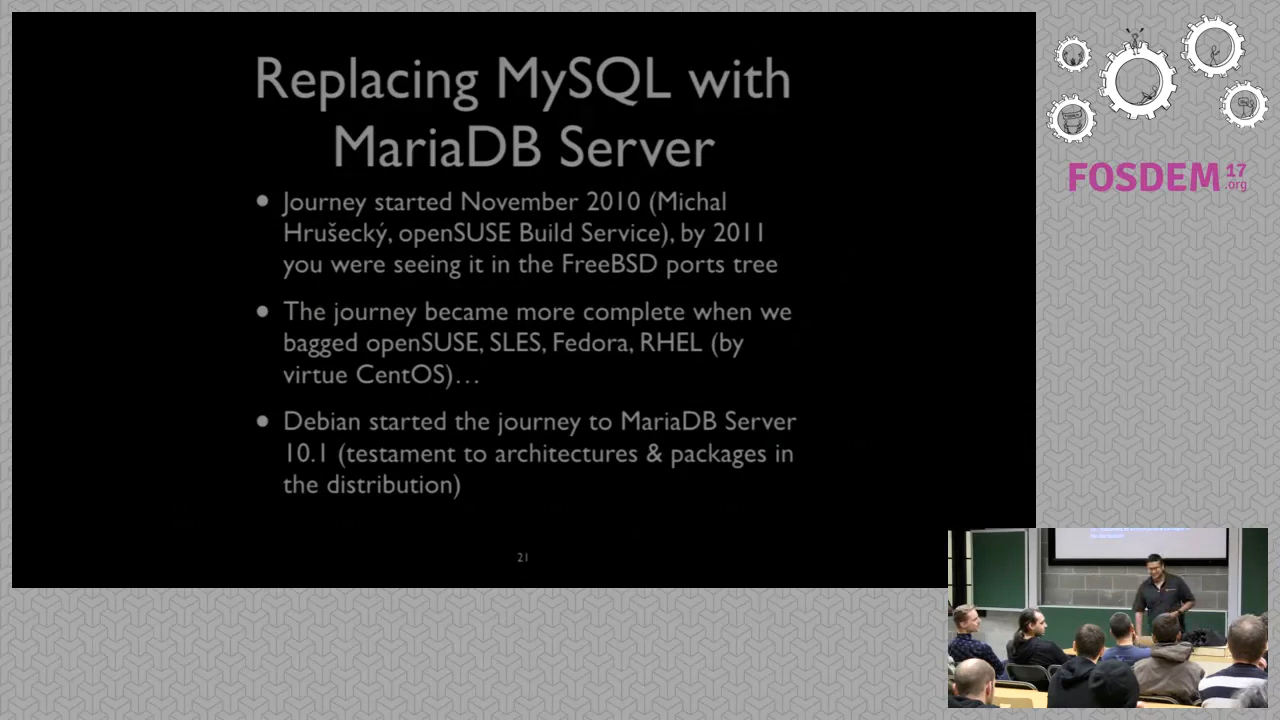 Replacing MySQL with
MariaDB Server
• Journey started November 2010 (Michal
Hrušecký, openSUSE Build Service), by 2011
you were seeing it in the FreeBSD ports tree
• The journey became more complete when we
bagged openSUSE, SLES, Fedora, RHEL (by
virtue CentOS)…
• Debian started the journey to MariaDB Server
10.1 (testament to architectures & packages in
the distribution)
21
FOSDEM 17
.org